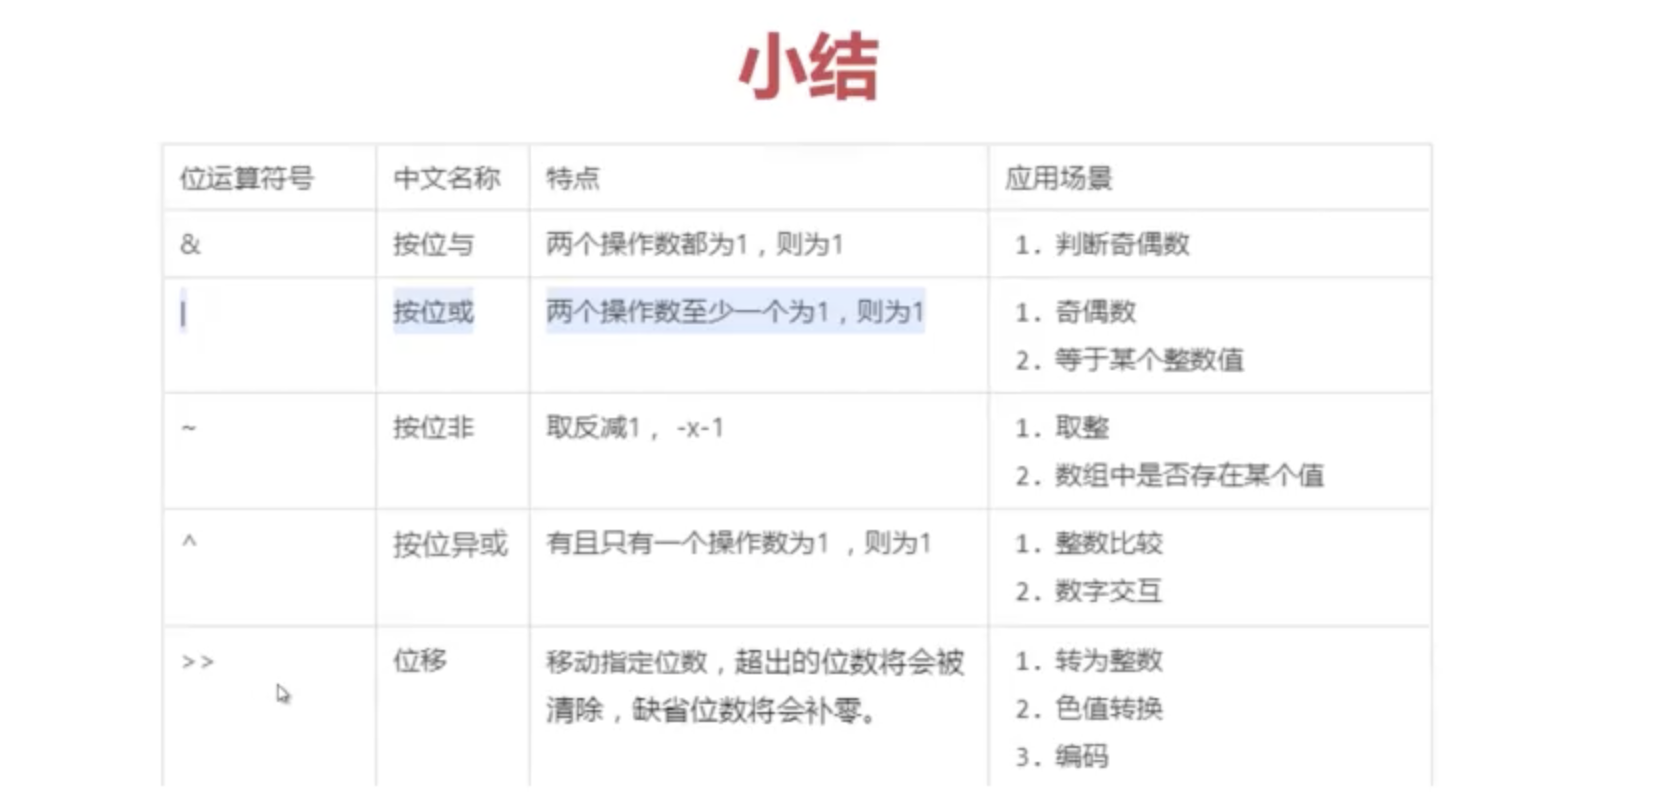 小结
位运算符号 中文名称 特点 应用场景
& 按位与 两个操作数都为1，则为1 1. 判断奇偶数
| 按位或 两个操作数至少一个为1，则为1 1. 奇偶数
2. 等于某个整数值
~ 按位非 取反减1， -x-1 1. 取整
2. 数组中是否存在某个值
^ 按位异或 有且只有一个操作数为1 ，则为1 1. 整数比较
2. 数字交互
>> 位移 移动指定位数，超出的位数将会被 1. 转为整数
清除，缺省位数将会补零。 2. 色值转换
3. 编码